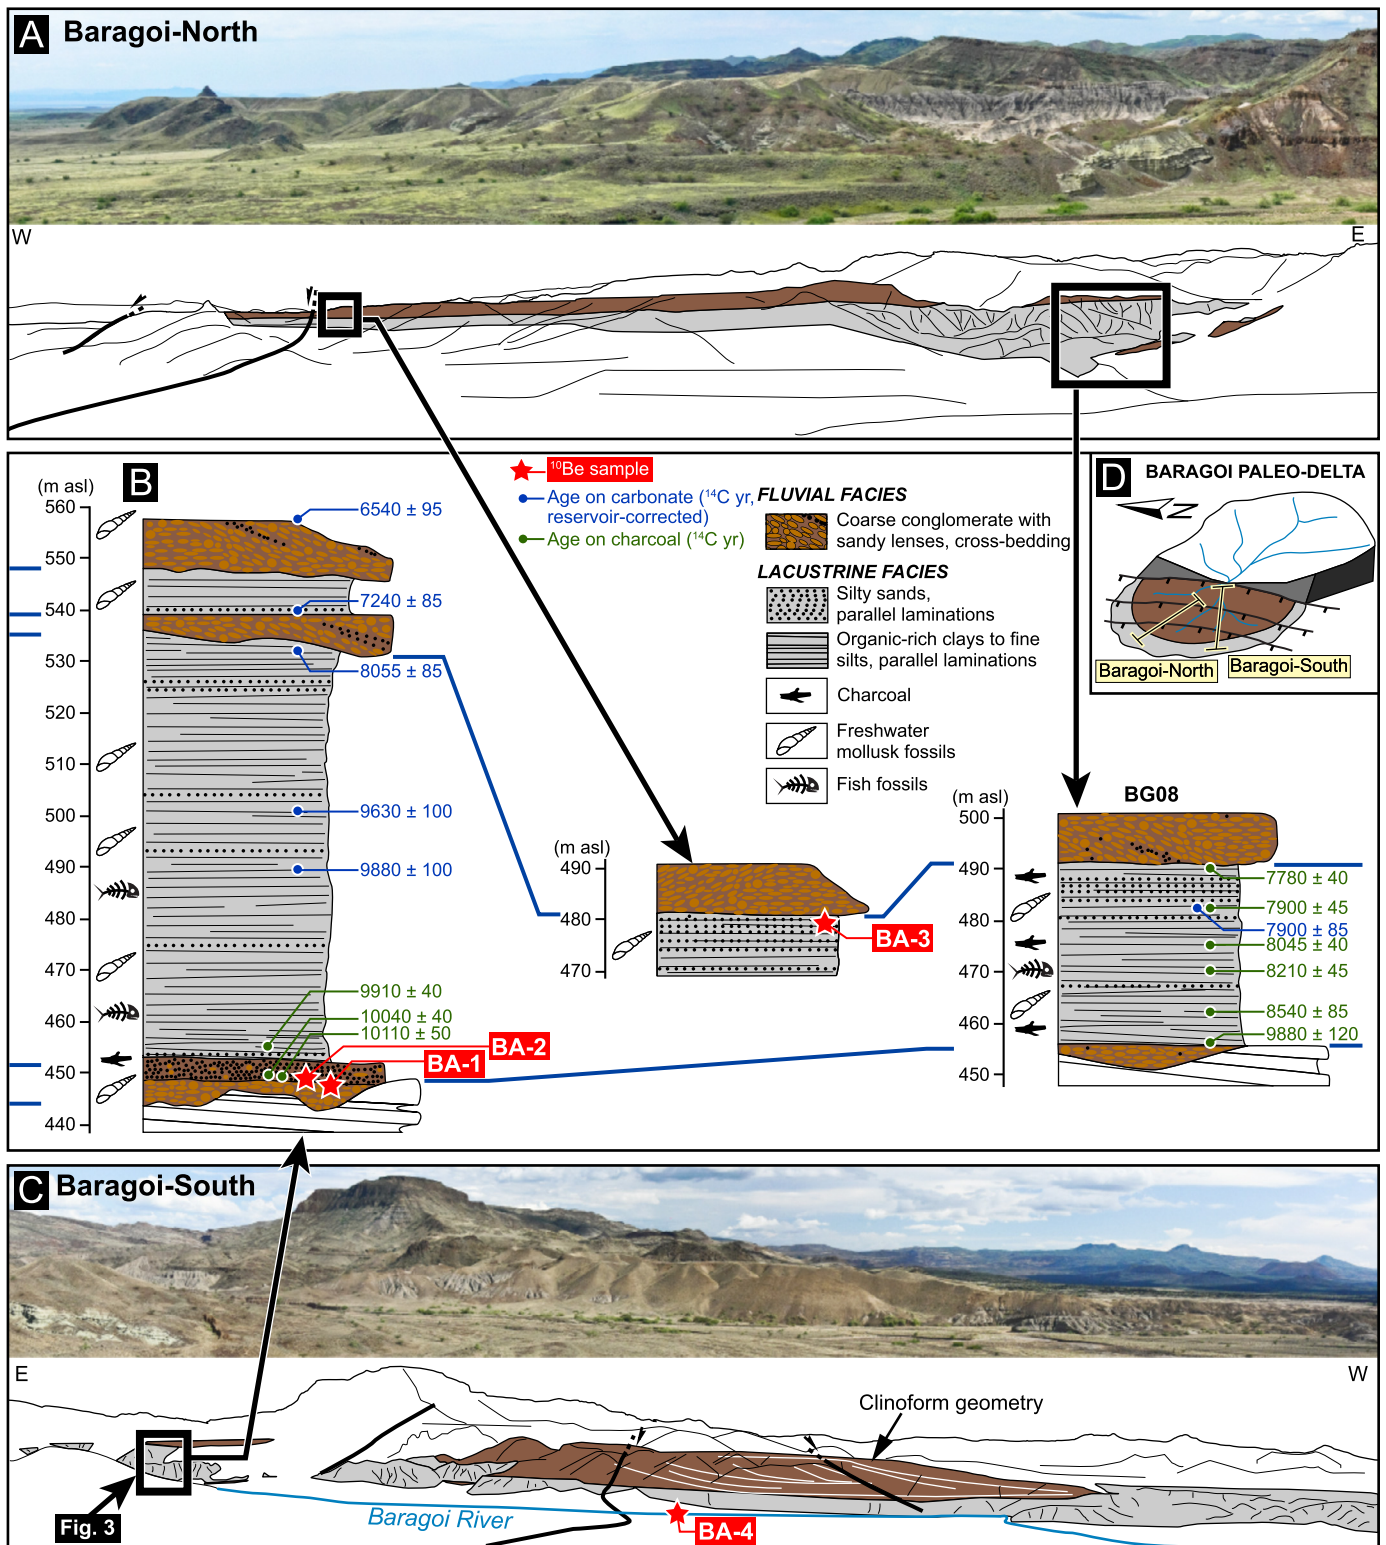 A Baragoi-North
W
E
B
(m asl)
560
550
540
530
520
510
500
490
480
470
460
450
440
6540 ± 95
7240 ± 85
8055 ± 85
9630 ± 100
9880 ± 100
9910 ± 40
10040 ± 40
10110 ± 50
BA-2
BA-1
10Be sample
Age on carbonate (14C yr,
reservoir-corrected)
Age on charcoal (14C yr)
FLUVIAL FACIES
Coarse conglomerate with
sandy lenses, cross-bedding
LACUSTRINE FACIES
Silty sands,
parallel laminations
Organic-rich clays to fine
silts, parallel laminations
Charcoal
Freshwater
mollusk fossils
Fish fossils
(m asl)
490
480
470
BA-3
D BARAGOI PALEO-DELTA
N
Baragoi-North
Baragoi-South
(m asl)
BG08
500
490
480
470
460
450
7780 ± 40
7900 ± 45
7900 ± 85
8045 ± 40
8210 ± 45
8540 ± 85
9880 ± 120
C Baragoi-South
E
W
Clinoform geometry
Fig. 3
Baragoi River
BA-4